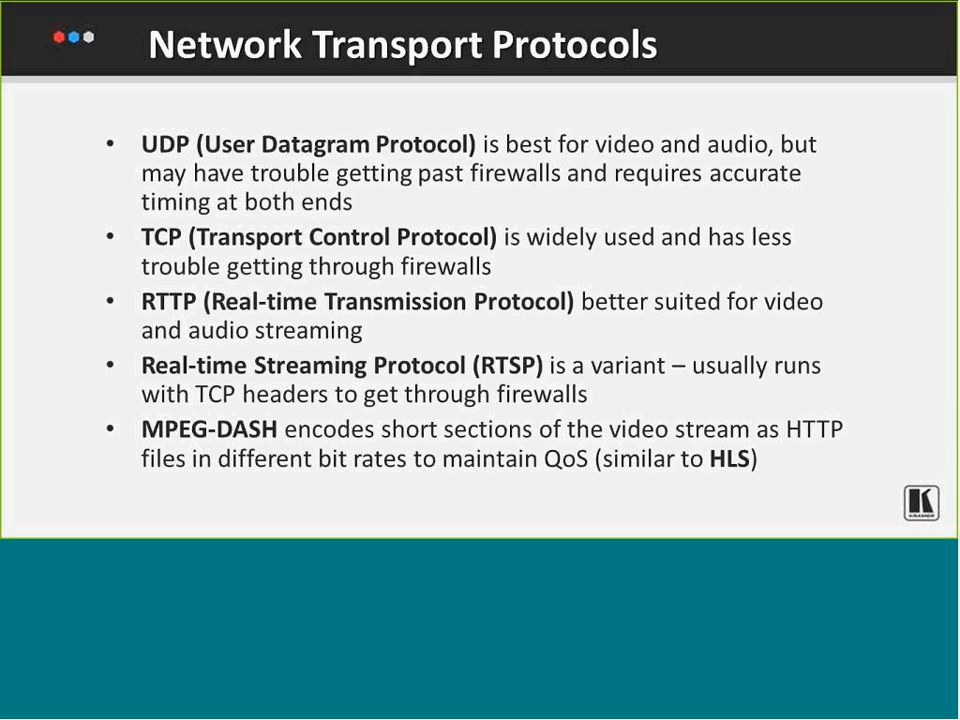 Network Transport Protocols
• UDP (User Datagram Protocol) is best for video and audio, but
may have trouble getting past firewalls and requires accurate
timing at both ends
• TCP (Transport Control Protocol) is widely used and has less
trouble getting through firewalls
• RTTP (Real-time Transmission Protocol) better suited for video
and audio streaming
• Real-time Streaming Protocol (RTSP) is a variant – usually runs
with TCP headers to get through firewalls
• MPEG-DASH encodes short sections of the video stream as HTTP
files in different bit rates to maintain QoS (similar to HLS)
K
KRAMER